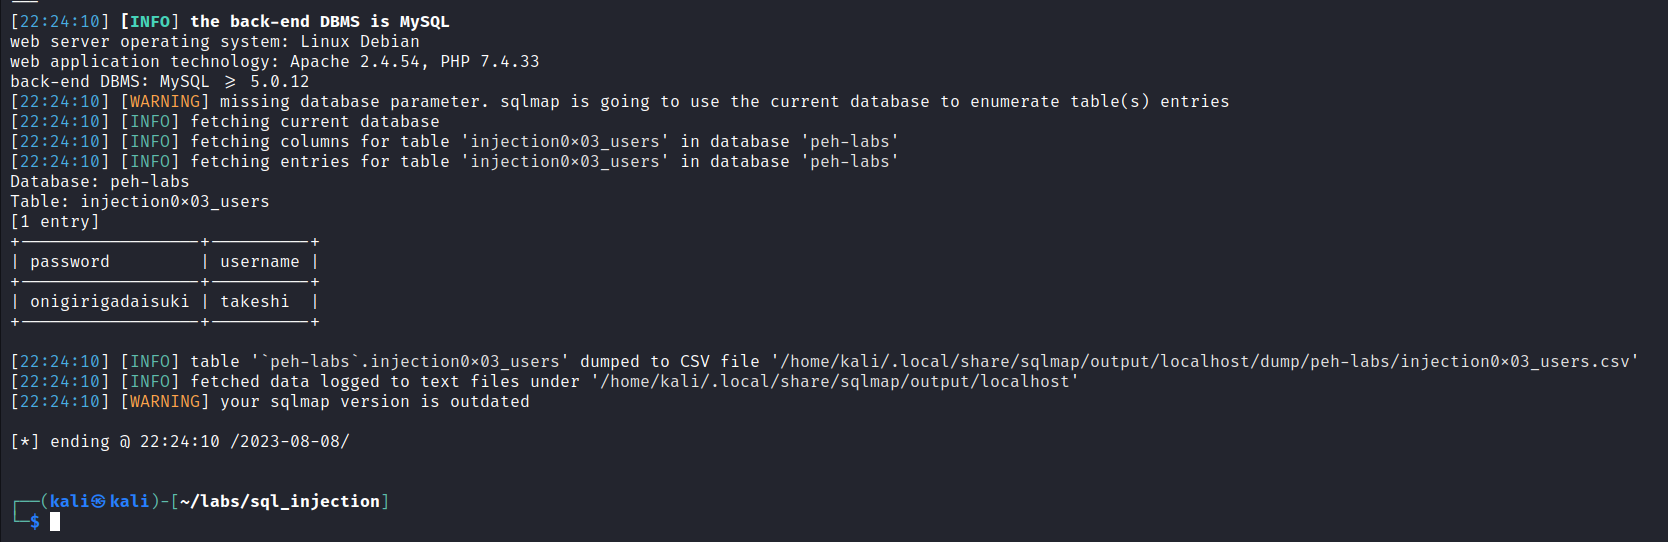 [22:24:10] [INFO] the back-end DBMS is MySQL
web server operating system: Linux Debian
web application technology: Apache 2.4.54, PHP 7.4.33
back-end DBMS: MySQL ≥ 5.0.12
[22:24:10] [WARNING] missing database parameter. sqlmap is going to use the current database to enumerate table(s) entries
[22:24:10] [INFO] fetching current database
[22:24:10] [INFO] fetching columns for table 'injection0×03_users' in database 'peh-labs'
[22:24:10] [INFO] fetching entries for table 'injection0×03_users' in database 'peh-labs'
Database: peh-labs
Table: injection0×03_users
[1 entry]
+------------------+----------+
| password         | username |
+------------------+----------+
| onigirigadaisuki | takeshi  |
+------------------+----------+
[22:24:10] [INFO] table '`peh-labs`.injection0×03_users' dumped to CSV file '/home/kali/.local/share/sqlmap/output/localhost/dump/peh-labs/injection0×03_users.csv'
[22:24:10] [INFO] fetched data logged to text files under '/home/kali/.local/share/sqlmap/output/localhost'
[22:24:10] [WARNING] your sqlmap version is outdated
[*] ending @ 22:24:10 /2023-08-08/
┌──(kali㉿kali)-[~/labs/sql_injection]
└─$